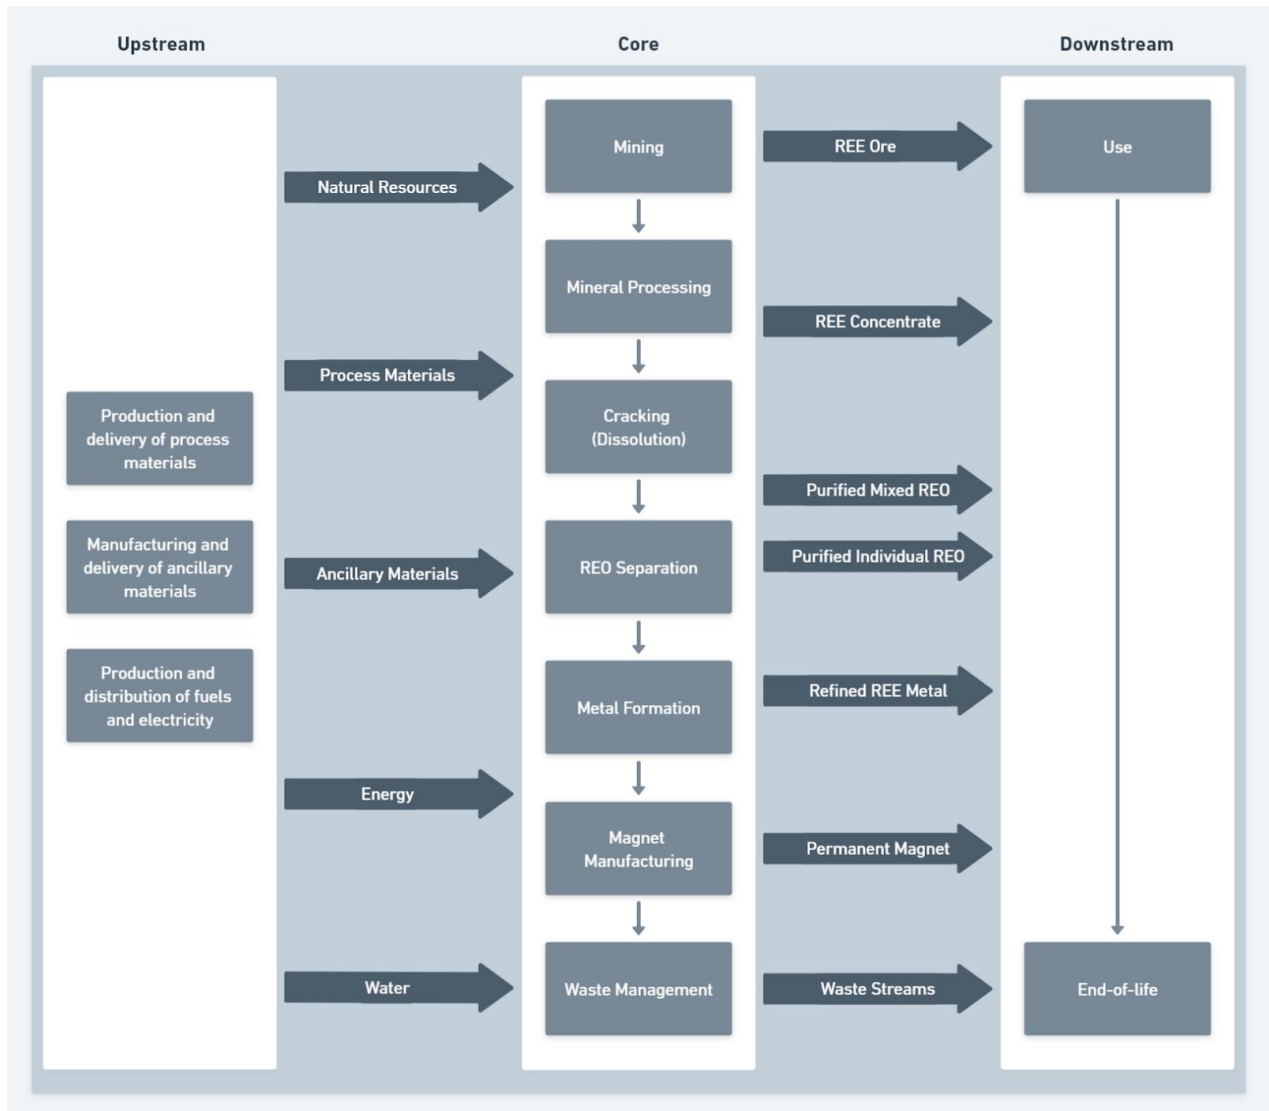 Upstream
Core
Downstream
Production and
delivery of process
materials
Manufacturing and
delivery of ancillary
materials
Production and
distribution of fuels
and electricity
Natural Resources
Process Materials
Ancillary Materials
Energy
Water
Mining
Mineral Processing
Cracking
(Dissolution)
REO Separation
Metal Formation
Magnet
Manufacturing
Waste Management
REE Ore
REE Concentrate
Purified Mixed REO
Purified Individual REO
Refined REE Metal
Permanent Magnet
Waste Streams
Use
End-of-life